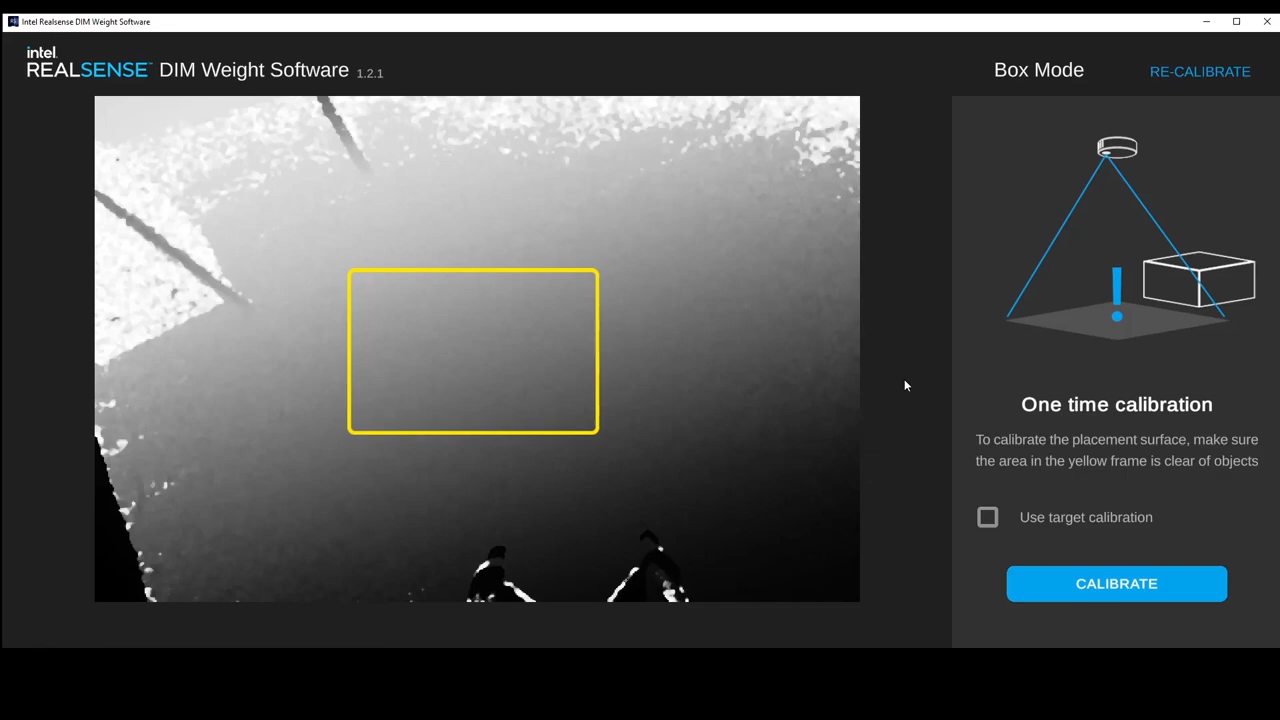 Intel Realsense DIM Weight Software
intel
REALSENSE DIM Weight Software 1.2.1
Box Mode
RE-CALIBRATE
One time calibration
To calibrate the placement surface, make sure
the area in the yellow frame is clear of objects
Use target calibration
CALIBRATE